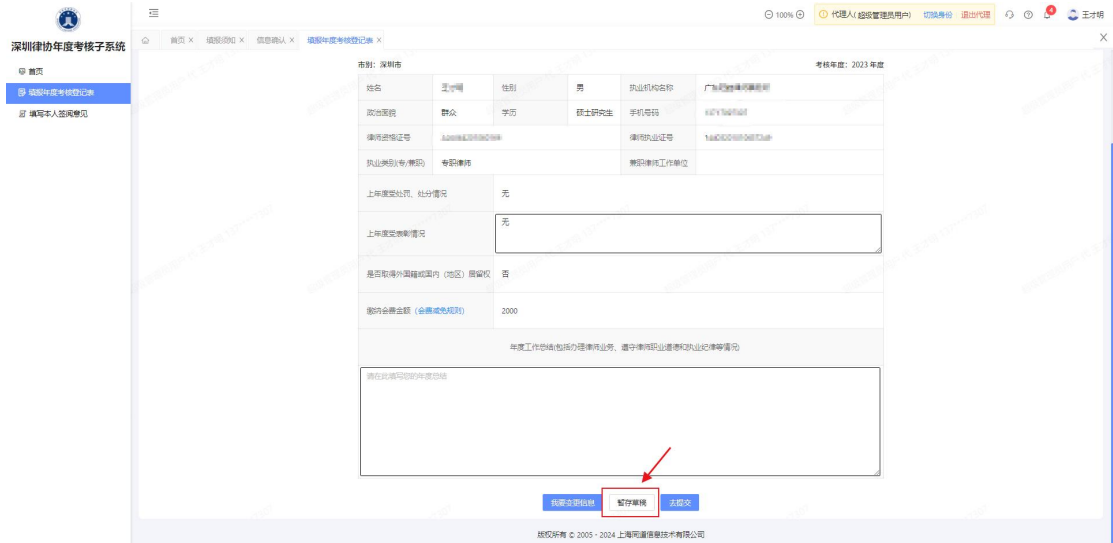 100%
代理人( 超级管理员用户)
切换身份
退出代理
4
王才明
深圳律协年度考核子系统
首页 ×
填报须知 ×
信息确认 ×
填报年度考核登记表 ×
×
首页
填报年度考核登记表
填写本人签阅意见
市别：深圳市
考核年度：2023 年度
姓名
性别
男
执业机构名称
政治面貌
群众
学历
硕士研究生
手机号码
律师资格证号
律师执业证号
执业类别(专/兼职)
专职律师
兼职律师工作单位
上年度受处罚、处分情况
无
上年度受表彰情况
无
是否取得外国籍或国内（地区）居留权
否
缴纳会费金额（会费减免规则）
2000
年度工作总结(包括办理律师业务、遵守律师职业道德和执业纪律等情况)
请在此填写您的年度总结
我要变更信息
暂存草稿
去提交
版权所有 © 2005 - 2024 上海同道信息技术有限公司